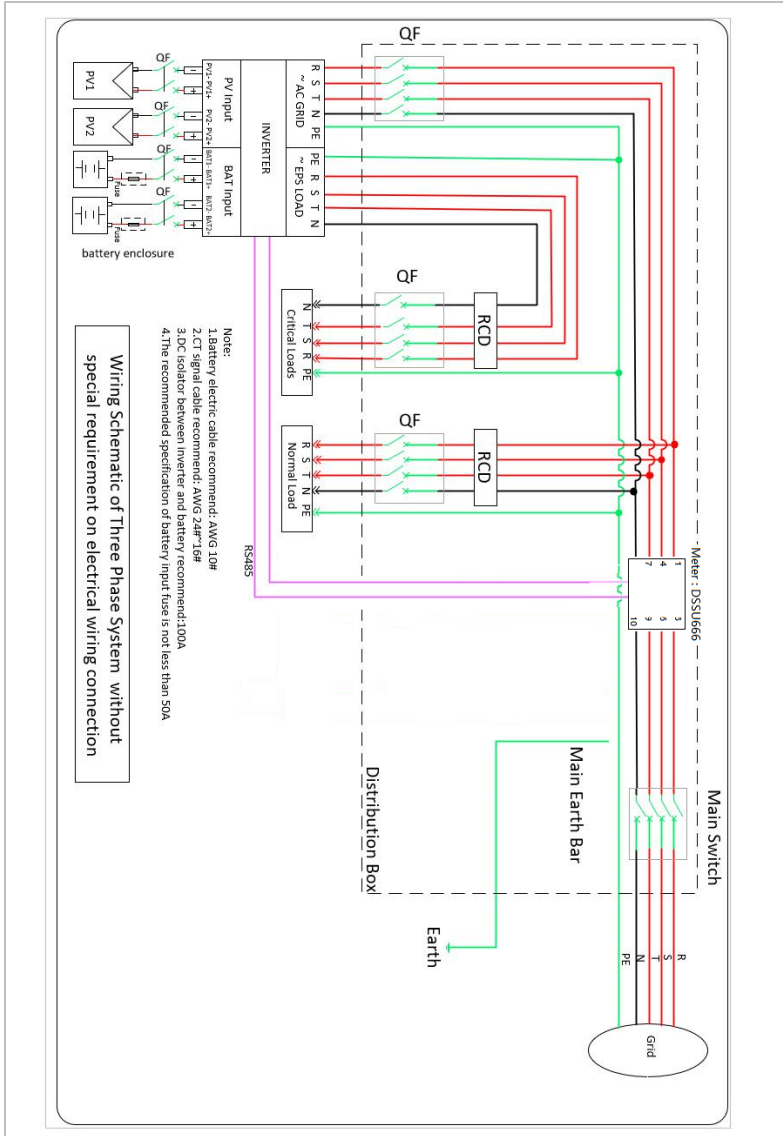 QF
QF
PV1
PV1- PV1+
QF
PV2
PV2- PV2+
PV Input
QF
BAT1- BAT1+
Fuse
QF
BAT2- BAT2+
Fuse
BAT Input
battery enclosure
INVERTER
~ AC GRID
R
S
T
N
PE
~ EPS LOAD
PE
R
S
T
N
QF
RCD
Critical Loads
N
T
S
R
PE
QF
RCD
Normal Load
R
S
T
N
PE
RS485
Meter : DSSU666
1
4
7
3
6
9
10
Main Switch
Distribution Box
Main Earth Bar
Earth
R
S
T
N
PE
Grid
Note:
1.Battery electric cable recommend: AWG 10#
2.CT signal cable recommend: AWG 24#~16#
3.DC isolator between inverter and battery recommend:100A
4.The recommended specification of battery input fuse is not less than 50A
Wiring Schematic of Three Phase System without
special requirement on electrical wiring connection